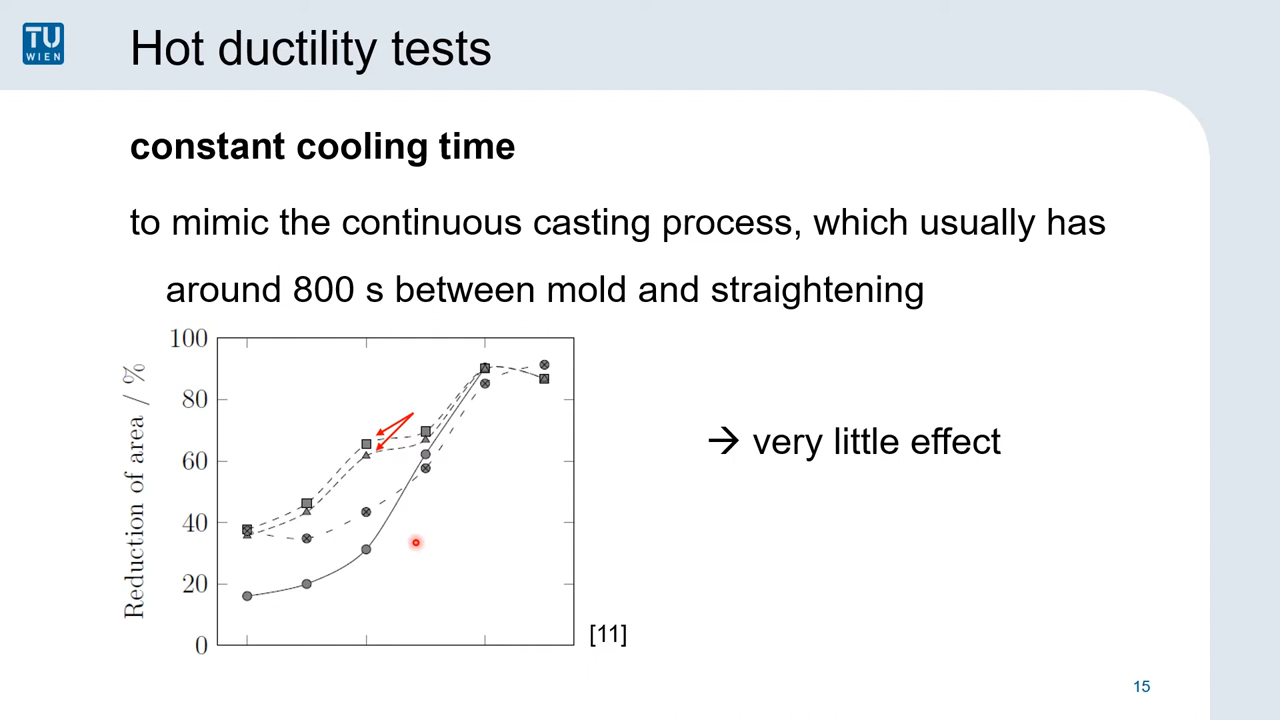 TU
WIEN
Hot ductility tests
constant cooling time
to mimic the continuous casting process, which usually has
around 800 s between mold and straightening
100
80
60
40
20
0
Reduction of area / %
→ very little effect
[11]
15